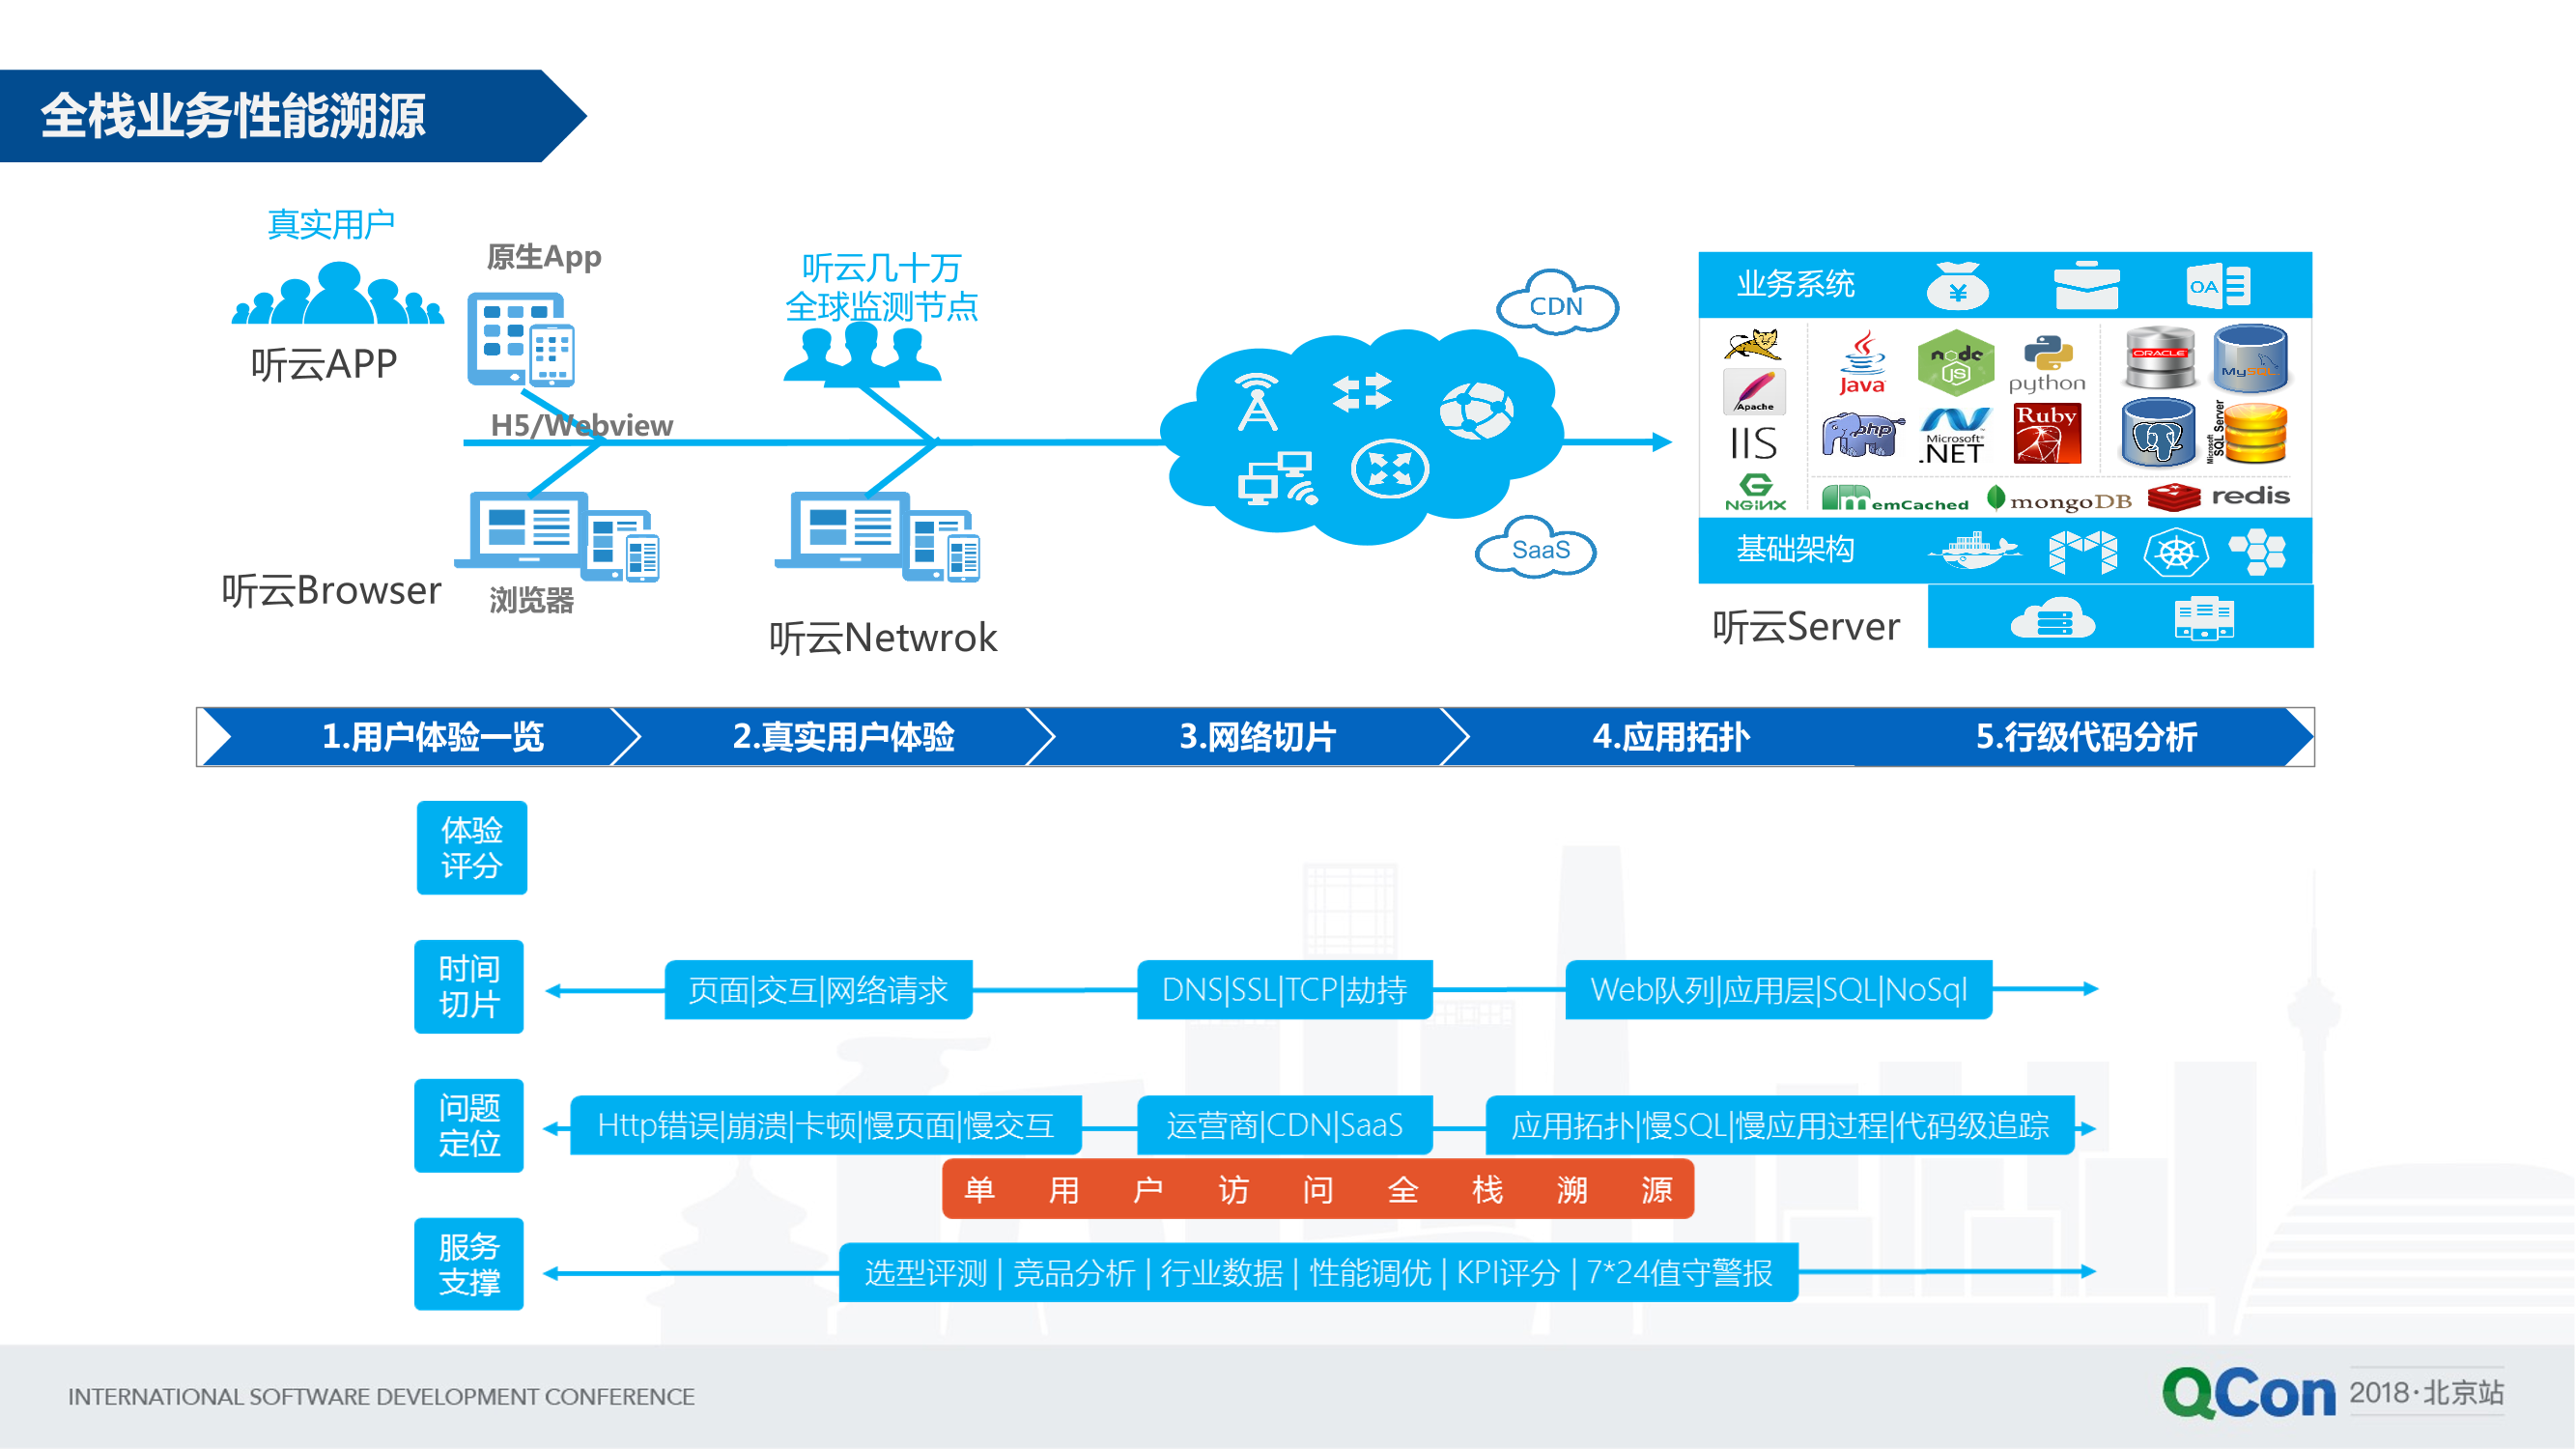 全栈业务性能溯源
真实用户
原生App
听云APP
H5/Webview
听云Browser
浏览器
听云几十万
全球监测节点
听云Netwrok
CDN
SaaS
业务系统
¥
OA
Apache
IIS
NGiNX
Java
node
JS
python
php
Microsoft
.NET
Ruby
ORACLE
MySQL
Microsoft
SQL Server
memCached
mongoDB
redis
基础架构
听云Server
1.用户体验一览
2.真实用户体验
3.网络切片
4.应用拓扑
5.行级代码分析
体验
评分
时间
切片
页面|交互|网络请求
DNS|SSL|TCP|劫持
Web队列|应用层|SQL|NoSql
问题
定位
Http错误|崩溃|卡顿|慢页面|慢交互
运营商|CDN|SaaS
应用拓扑|慢SQL|慢应用过程|代码级追踪
单用户访问全栈溯源
服务
支撑
选型评测 | 竞品分析 | 行业数据 | 性能调优 | KPI评分 | 7*24值守警报
INTERNATIONAL SOFTWARE DEVELOPMENT CONFERENCE
QCon 2018·北京站